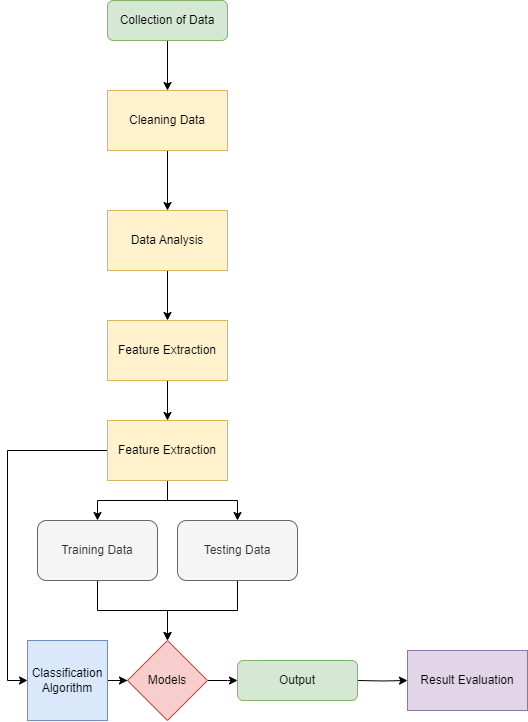 Collection of Data
Cleaning Data
Data Analysis
Feature Extraction
Feature Extraction
Training Data
Testing Data
Classification
Algorithm
Models
Output
Result Evaluation